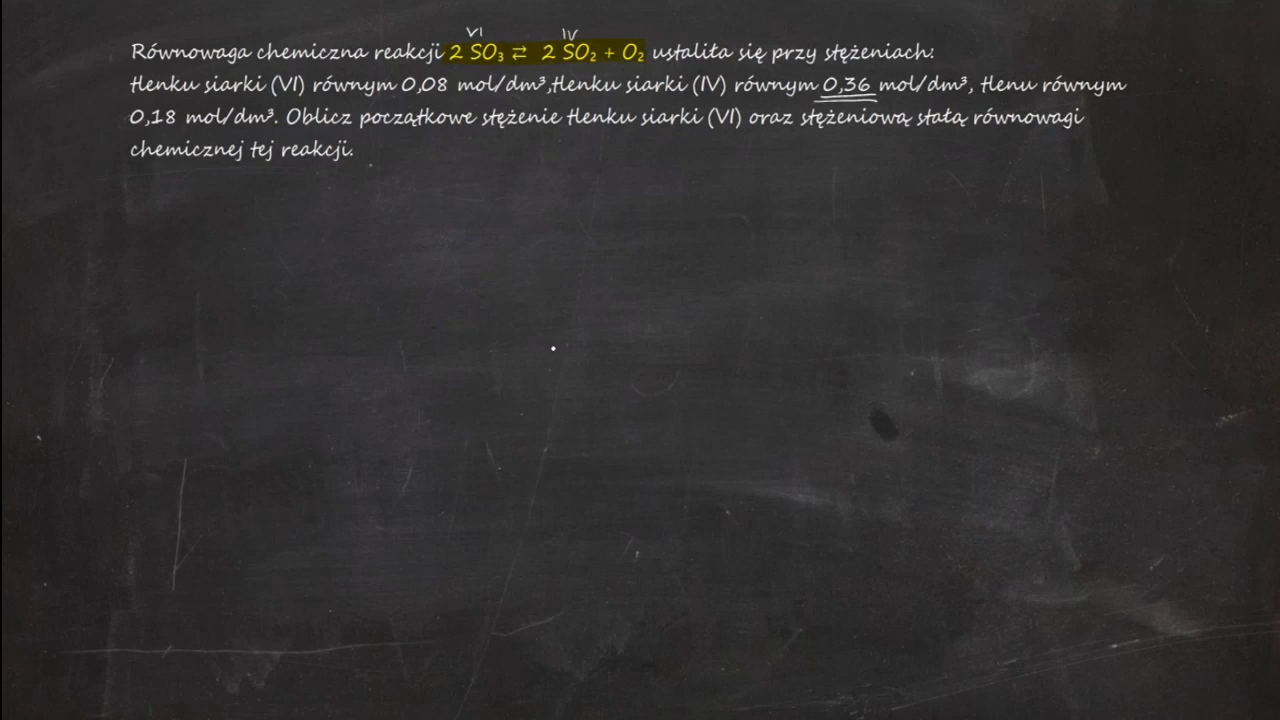 VI IV
Równowaga chemiczna reakcji 2 SO₃ ⇄ 2 SO₂ + O₂ ustaliła się przy stężeniach:
tlenku siarki (VI) równym 0,08 mol/dm³,tlenku siarki (IV) równym 0,36 mol/dm³, tlenu równym
0,18 mol/dm³. Oblicz początkowe stężenie tlenku siarki (VI) oraz stężeniową stałą równowagi
chemicznej tej reakcji.